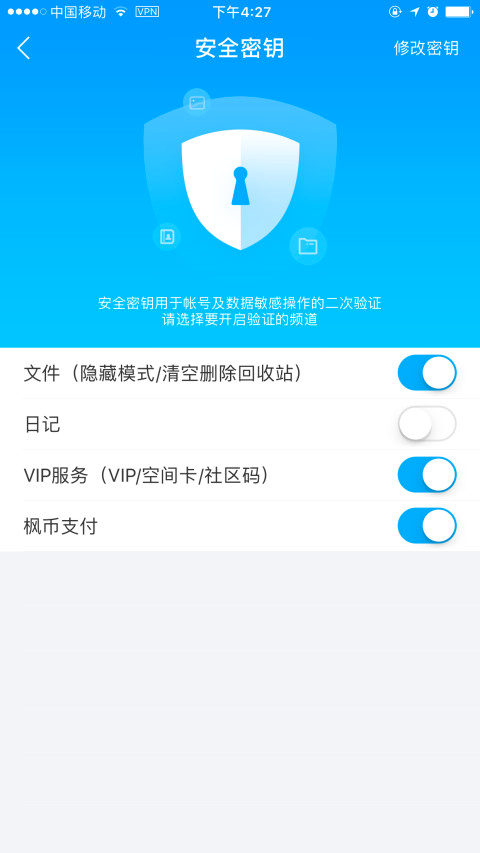 中国移动 VPN 下午4:27
安全密钥 修改密钥
安全密钥用于帐号及数据敏感操作的二次验证
请选择要开启验证的频道
文件（隐藏模式/清空删除回收站）
日记
VIP服务（VIP/空间卡/社区码）
枫币支付